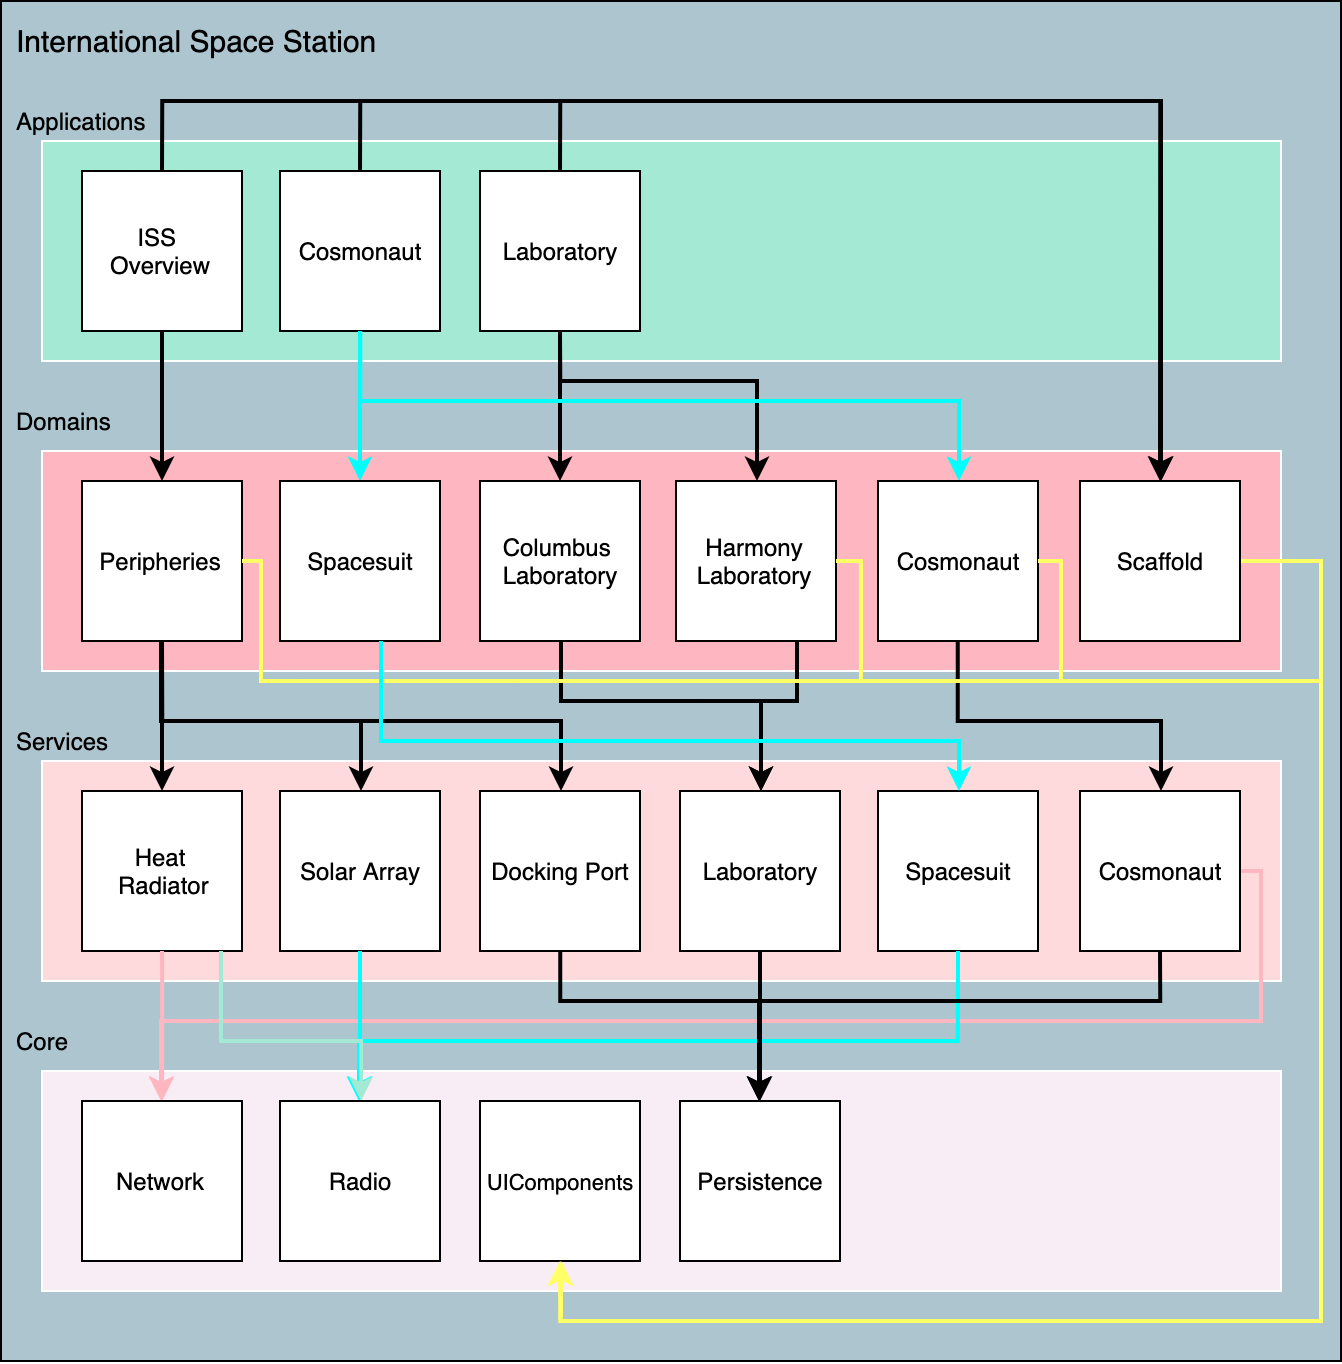 International Space Station
Applications
ISS
Overview
Cosmonaut
Laboratory
Domains
Peripheries
Spacesuit
Columbus
Laboratory
Harmony
Laboratory
Cosmonaut
Scaffold
Services
Heat
Radiator
Solar Array
Docking Port
Laboratory
Spacesuit
Cosmonaut
Core
Network
Radio
UIComponents
Persistence